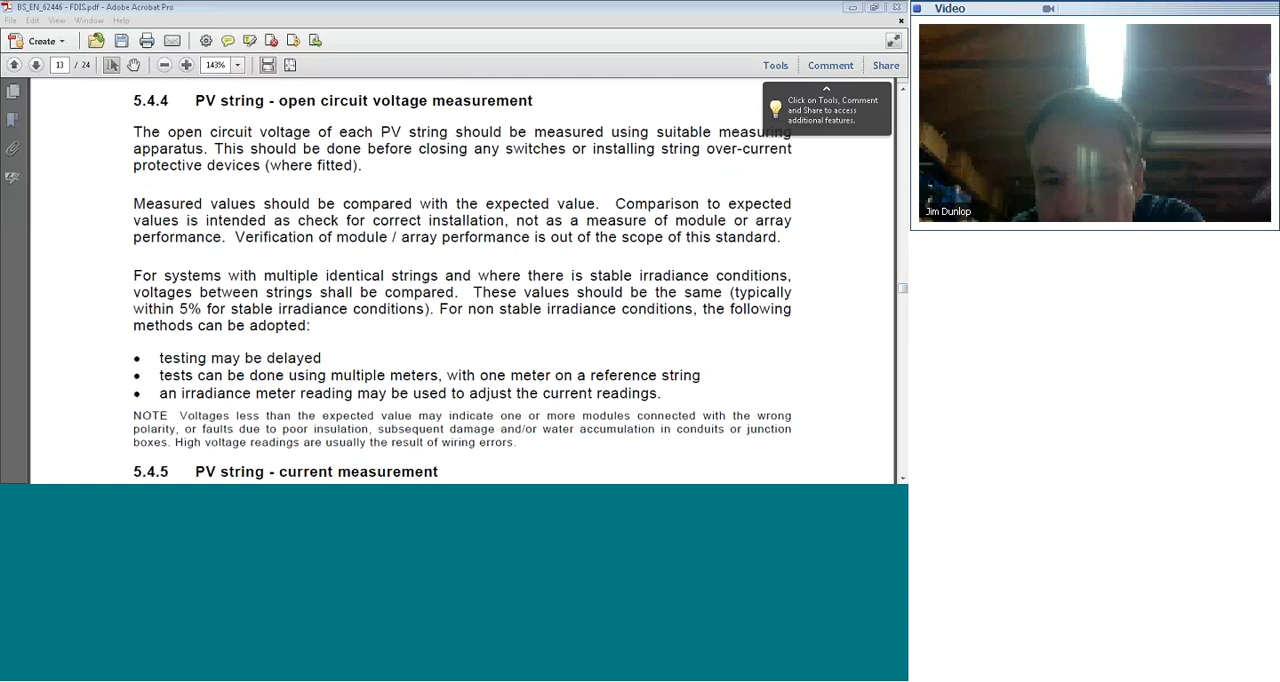 BS_EN_62446 - FDIS.pdf - Adobe Acrobat Pro
File Edit View Window Help
Create
13 / 24
143%
Tools Comment Share
Click on Tools, Comment
and Share to access
additional features.
5.4.4 PV string - open circuit voltage measurement
The open circuit voltage of each PV string should be measured using suitable measuring
apparatus. This should be done before closing any switches or installing string over-current
protective devices (where fitted).
Measured values should be compared with the expected value. Comparison to expected
values is intended as check for correct installation, not as a measure of module or array
performance. Verification of module / array performance is out of the scope of this standard.
For systems with multiple identical strings and where there is stable irradiance conditions,
voltages between strings shall be compared. These values should be the same (typically
within 5% for stable irradiance conditions). For non stable irradiance conditions, the following
methods can be adopted:
• testing may be delayed
• tests can be done using multiple meters, with one meter on a reference string
• an irradiance meter reading may be used to adjust the current readings.
NOTE Voltages less than the expected value may indicate one or more modules connected with the wrong
polarity, or faults due to poor insulation, subsequent damage and/or water accumulation in conduits or junction
boxes. High voltage readings are usually the result of wiring errors.
5.4.5 PV string - current measurement
Video
Jim Dunlop